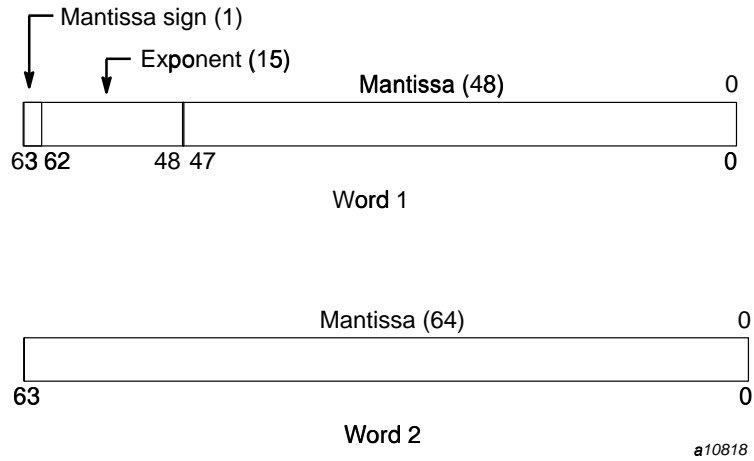 Mantissa sign (1)
Exponent (15)
Mantissa (48) 0
63 62 48 47 0
Word 1
Mantissa (64) 0
63 0
Word 2
a10818